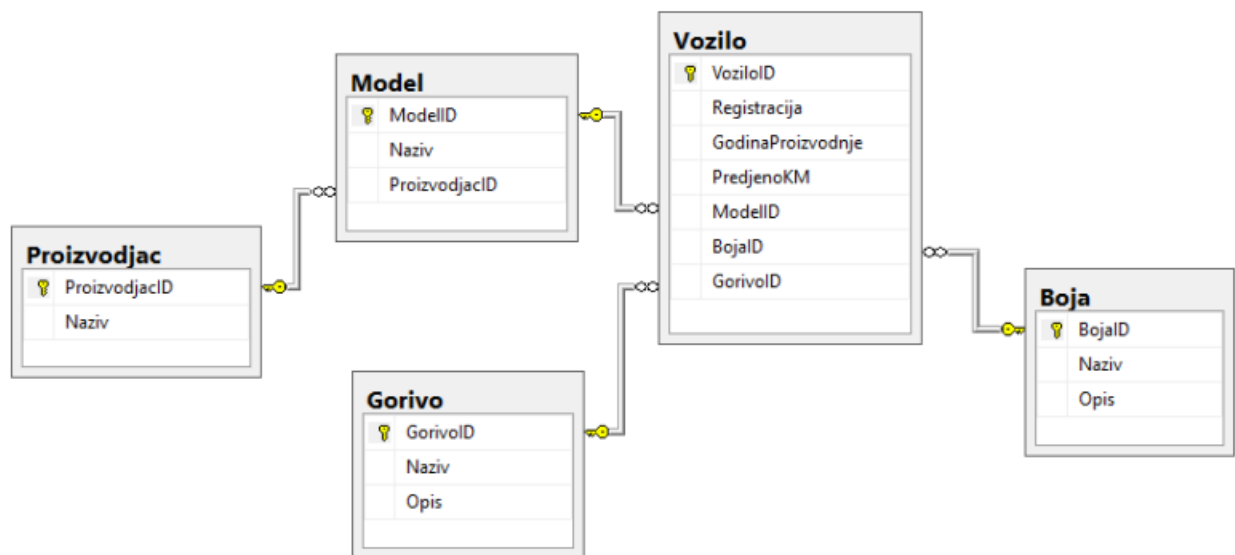 Proizvodjac
ProizvodjacID
Naziv
Model
ModelID
Naziv
ProizvodjacID
Gorivo
GorivoID
Naziv
Opis
Vozilo
VoziloID
Registracija
GodinaProizvodnje
PredjenoKM
ModelID
BojaID
GorivoID
Boja
BojaID
Naziv
Opis